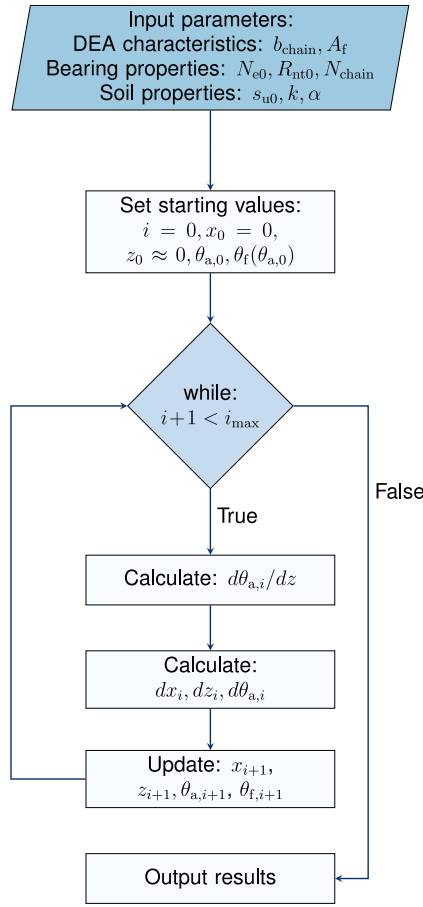 Input parameters:
DEA characteristics: b_chain, A_f
Bearing properties: N_e0, R_nt0, N_chain
Soil properties: s_u0, k, α
Set starting values:
i = 0, x_0 = 0,
z_0 ≈ 0, θ_a,0, θ_f(θ_a,0)
while:
i+1 < i_max
False
True
Calculate: dθ_a,i/dz
Calculate:
dx_i, dz_i, dθ_a,i
Update: x_i+1,
z_i+1, θ_a,i+1, θ_f,i+1
Output results